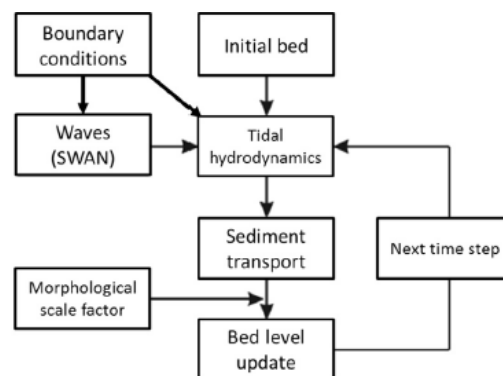 Boundary
conditions
Initial bed
Waves
(SWAN)
Tidal
hydrodynamics
Sediment
transport
Next time step
Morphological
scale factor
Bed level
update